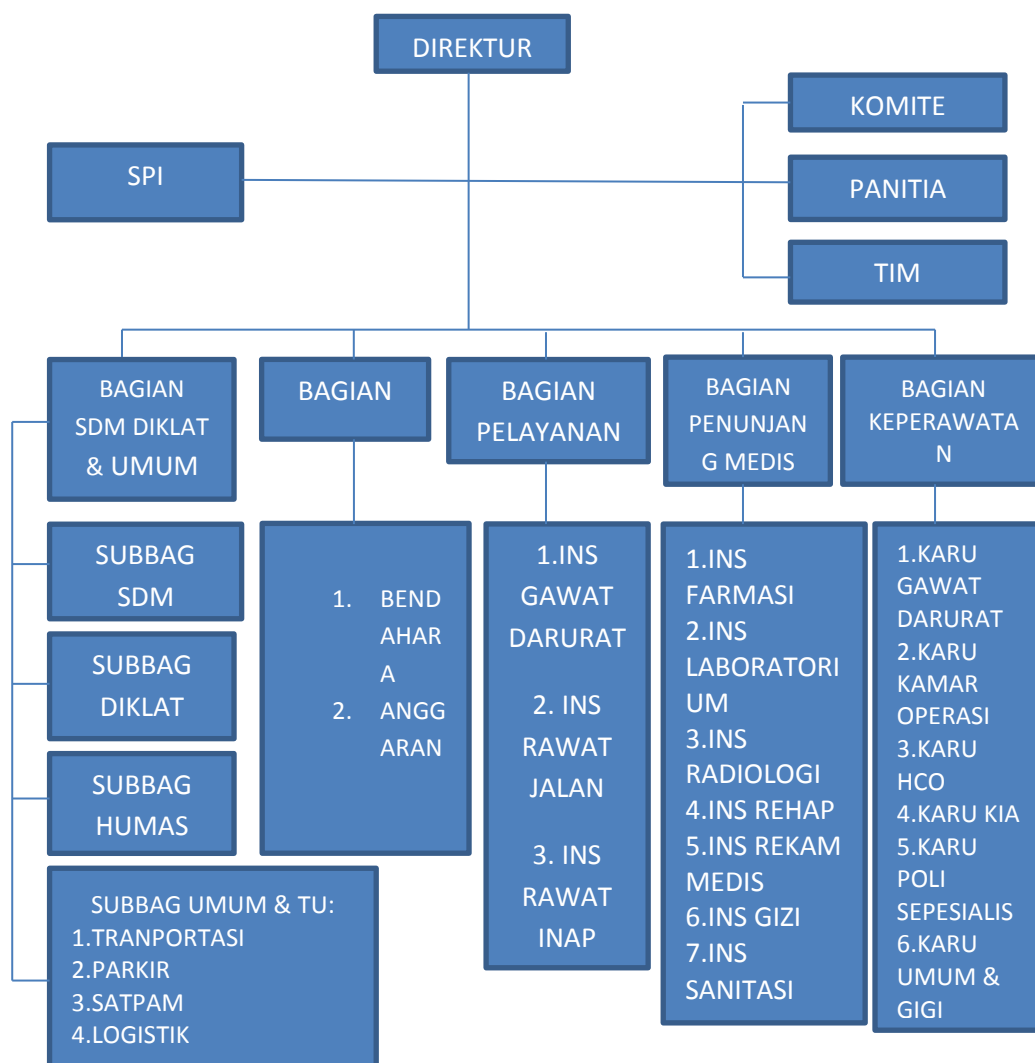 DIREKTUR
KOMITE
SPI
PANITIA
TIM
BAGIAN
SDM DIKLAT
& UMUM
BAGIAN
BAGIAN
PELAYANAN
BAGIAN
PENUNJAN
G MEDIS
BAGIAN
KEPERAWATA
N
SUBBAG
SDM
SUBBAG
DIKLAT
SUBBAG
HUMAS
SUBBAG UMUM & TU:
1.TRANPORTASI
2.PARKIR
3.SATPAM
4.LOGISTIK
1. BEND
AHAR
A
2. ANGG
ARAN
1.INS
GAWAT
DARURAT
2. INS
RAWAT
JALAN
3. INS
RAWAT
INAP
1.INS
FARMASI
2.INS
LABORATORI
UM
3.INS
RADIOLOGI
4.INS REHAP
5.INS REKAM
MEDIS
6.INS GIZI
7.INS
SANITASI
1.KARU
GAWAT
DARURAT
2.KARU
KAMAR
OPERASI
3.KARU
HCO
4.KARU KIA
5.KARU
POLI
SEPESIALIS
6.KARU
UMUM &
GIGI